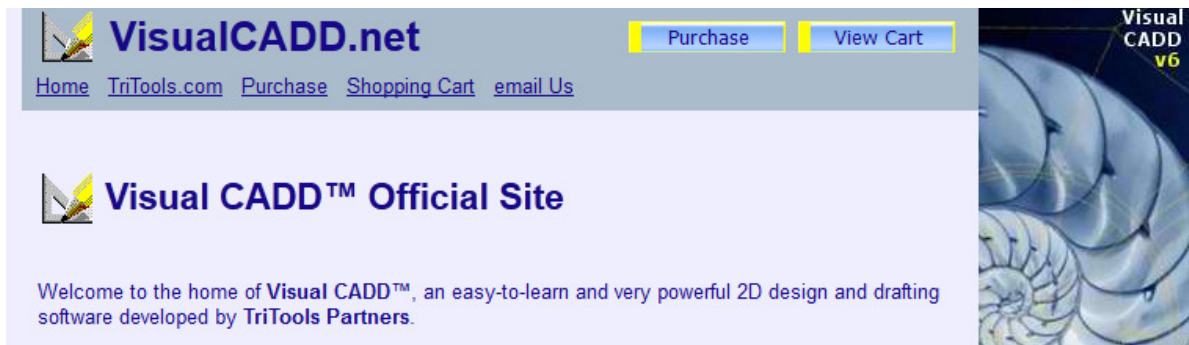 VisualCADD.net
Purchase View Cart
Visual
CADD
v6
Home TriTools.com Purchase Shopping Cart email Us
Visual CADD™ Official Site
Welcome to the home of Visual CADD™, an easy-to-learn and very powerful 2D design and drafting
software developed by TriTools Partners.